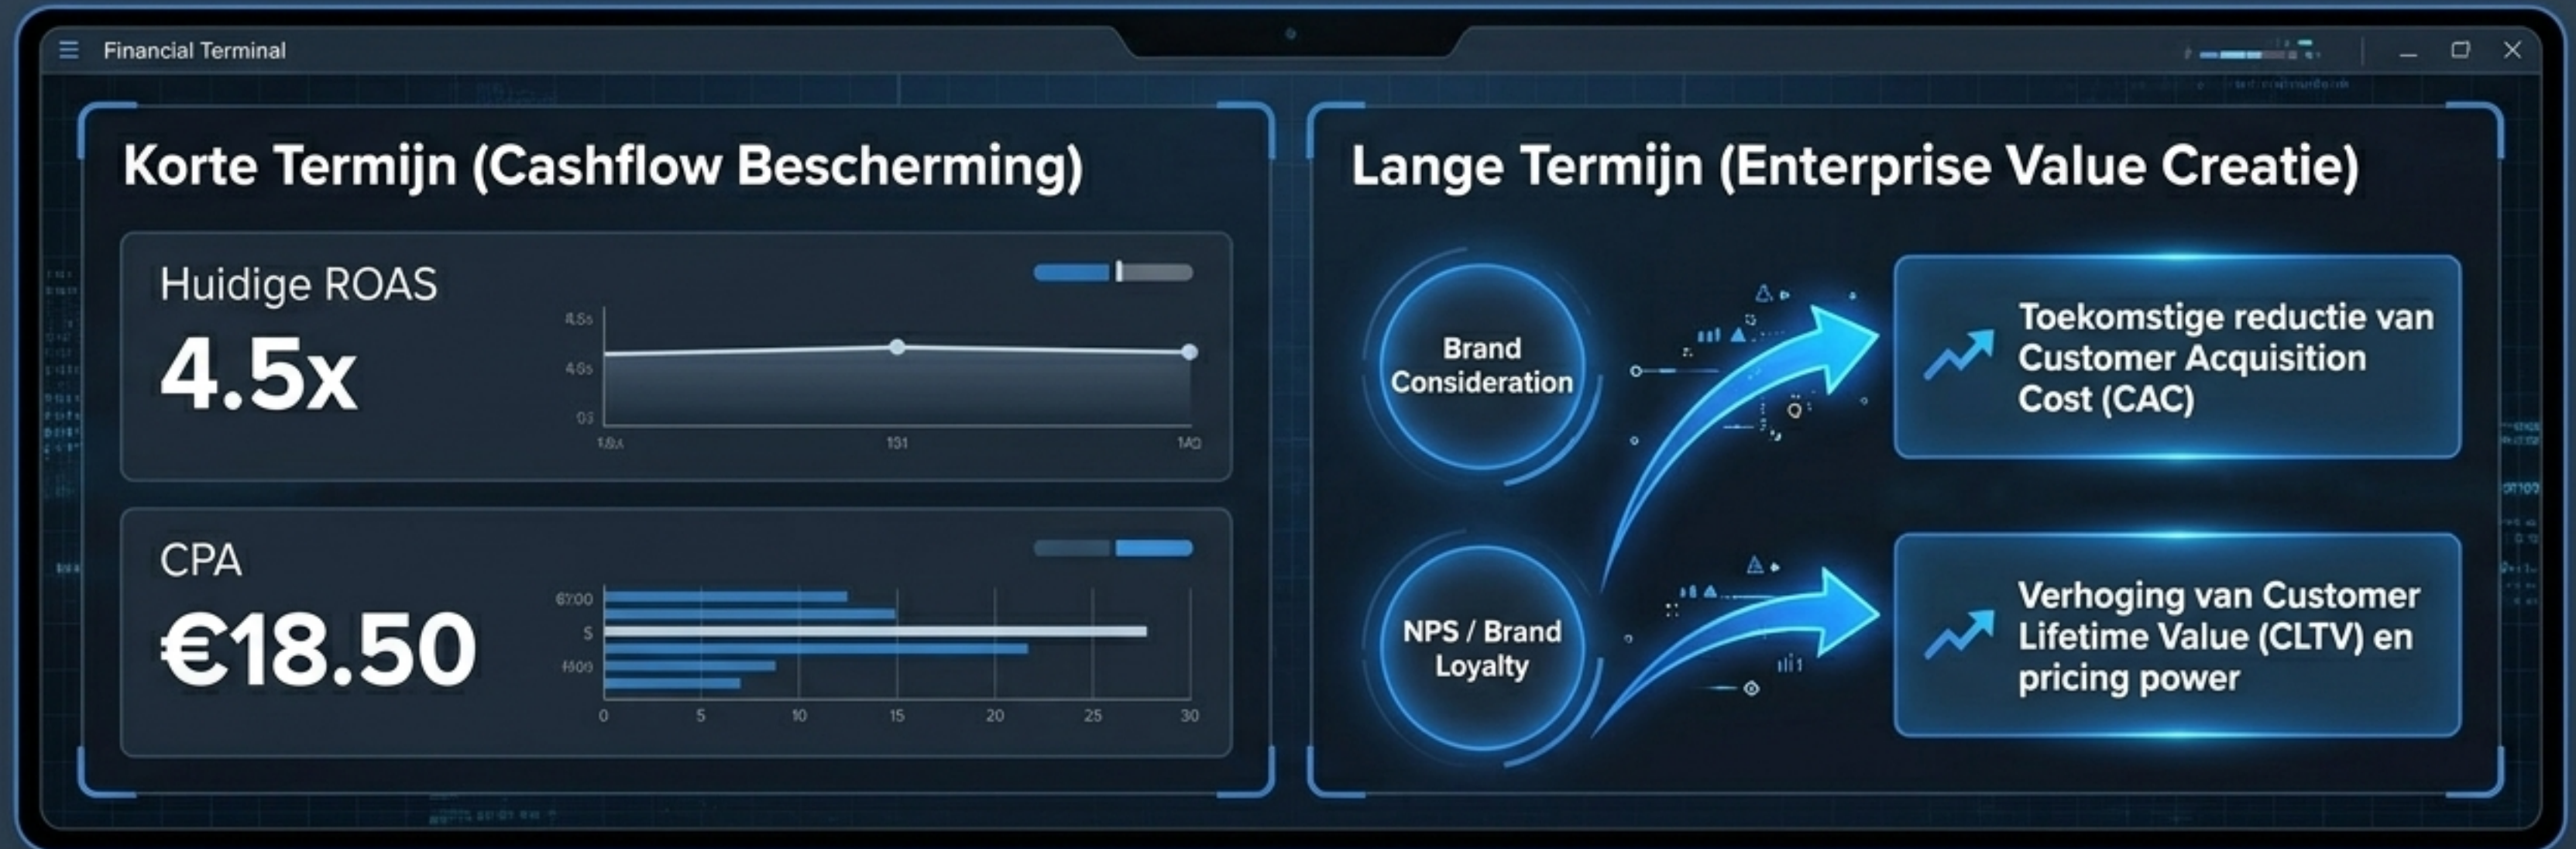 Financial Terminal
Korte Termijn (Cashflow Bescherming)
Huidige ROAS
4.5x
CPA
€18.50
0 5 10 15 20 25 30
Lange Termijn (Enterprise Value Creatie)
Brand
Consideration
Toekomstige reductie van
Customer Acquisition
Cost (CAC)
NPS / Brand
Loyalty
Verhoging van Customer
Lifetime Value (CLTV) en
pricing power